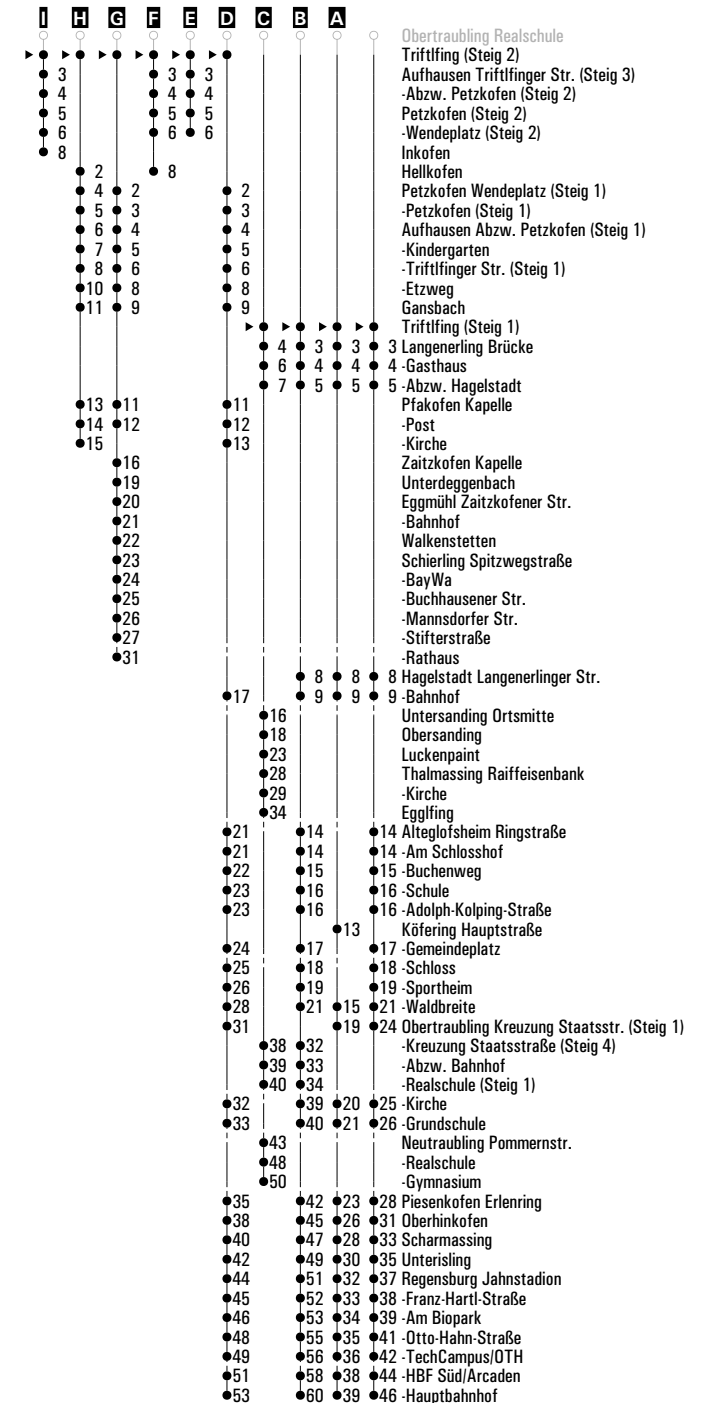 I H G F E D C B A
Obertraubling Realschule
Triftlfing (Steig 2)
3 3 3 Aufhausen Triftlfinger Str. (Steig 3)
4 4 4 -Abzw. Petzkofen (Steig 2)
5 5 5 Petzkofen (Steig 2)
6 6 6 -Wendeplatz (Steig 2)
8 Inkofen
2 8 Hellkofen
4 2 2 Petzkofen Wendeplatz (Steig 1)
5 3 3 -Petzkofen (Steig 1)
6 4 4 Aufhausen Abzw. Petzkofen (Steig 1)
7 5 5 -Kindergarten
8 6 6 -Triftlfinger Str. (Steig 1)
10 8 8 -Etzweg
11 9 9 Gansbach
Triftlfing (Steig 1)
4 3 3 3 Langenerling Brücke
6 4 4 4 -Gasthaus
7 5 5 5 -Abzw. Hagelstadt
13 11 11 Pfakofen Kapelle
14 12 12 -Post
15 13 -Kirche
16 Zaitzkofen Kapelle
19 Unterdeggenbach
20 Eggmühl Zaitzkofener Str.
21 -Bahnhof
22 Walkenstetten
23 Schierling Spitzwegstraße
24 -BayWa
25 -Buchhausener Str.
26 -Mannsdorfer Str.
27 -Stifterstraße
31 -Rathaus
8 8 8 Hagelstadt Langenerlinger Str.
17 9 9 9 -Bahnhof
16 Untersanding Ortsmitte
18 Obersanding
23 Luckenpaint
28 Thalmassing Raiffeisenbank
29 -Kirche
34 Egglfing
21 14 14 Alteglofsheim Ringstraße
21 14 14 -Am Schlosshof
22 15 15 -Buchenweg
23 16 16 -Schule
23 16 16 -Adolph-Kolping-Straße
13 Köfering Hauptstraße
24 17 17 -Gemeindeplatz
25 18 18 -Schloss
26 19 19 -Sportheim
28 21 15 21 -Waldbreite
31 19 24 Obertraubling Kreuzung Staatsstr. (Steig 1)
38 32 -Kreuzung Staatsstraße (Steig 4)
39 33 -Abzw. Bahnhof
40 34 -Realschule (Steig 1)
32 39 20 25 -Kirche
33 40 21 26 -Grundschule
43 Neutraubling Pommernstr.
48 -Realschule
50 -Gymnasium
35 42 23 28 Piesenkofen Erlenring
38 45 26 31 Oberhinkofen
40 47 28 33 Scharmassing
42 49 30 35 Unterisling
44 51 32 37 Regensburg Jahnstadion
45 52 33 38 -Franz-Hartl-Straße
46 53 34 39 -Am Biopark
48 55 35 41 -Otto-Hahn-Straße
49 56 36 42 -TechCampus/OTH
51 58 38 44 -HBF Süd/Arcaden
53 60 39 46 -Hauptbahnhof